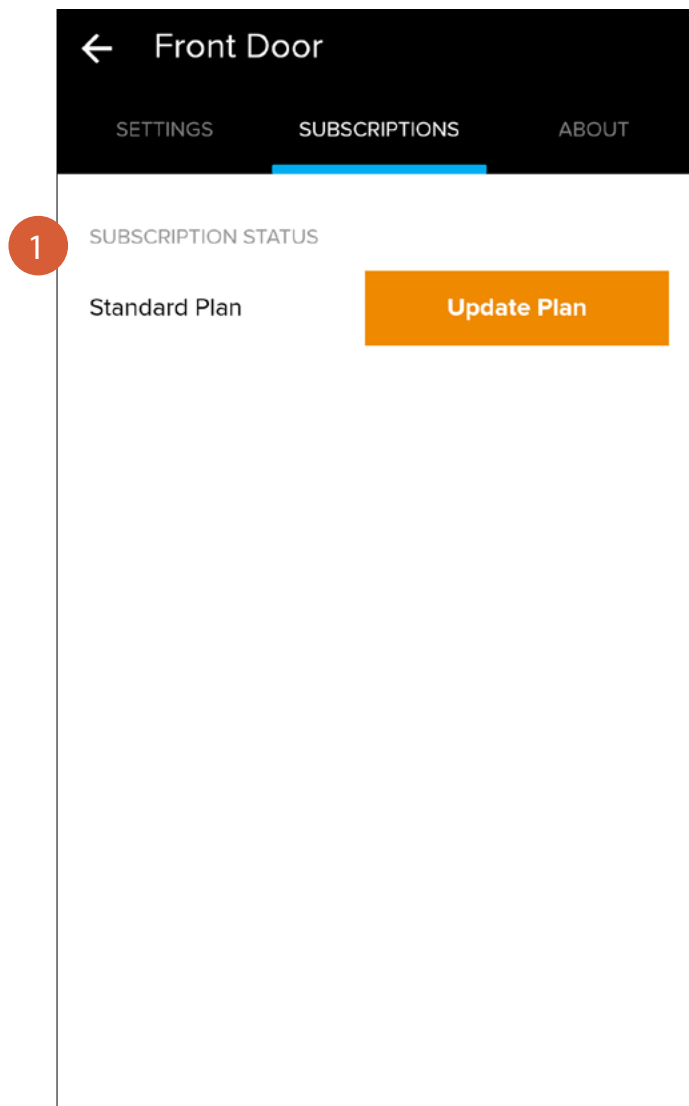 Front Door
SETTINGS SUBSCRIPTIONS ABOUT
1 SUBSCRIPTION STATUS
Standard Plan Update Plan